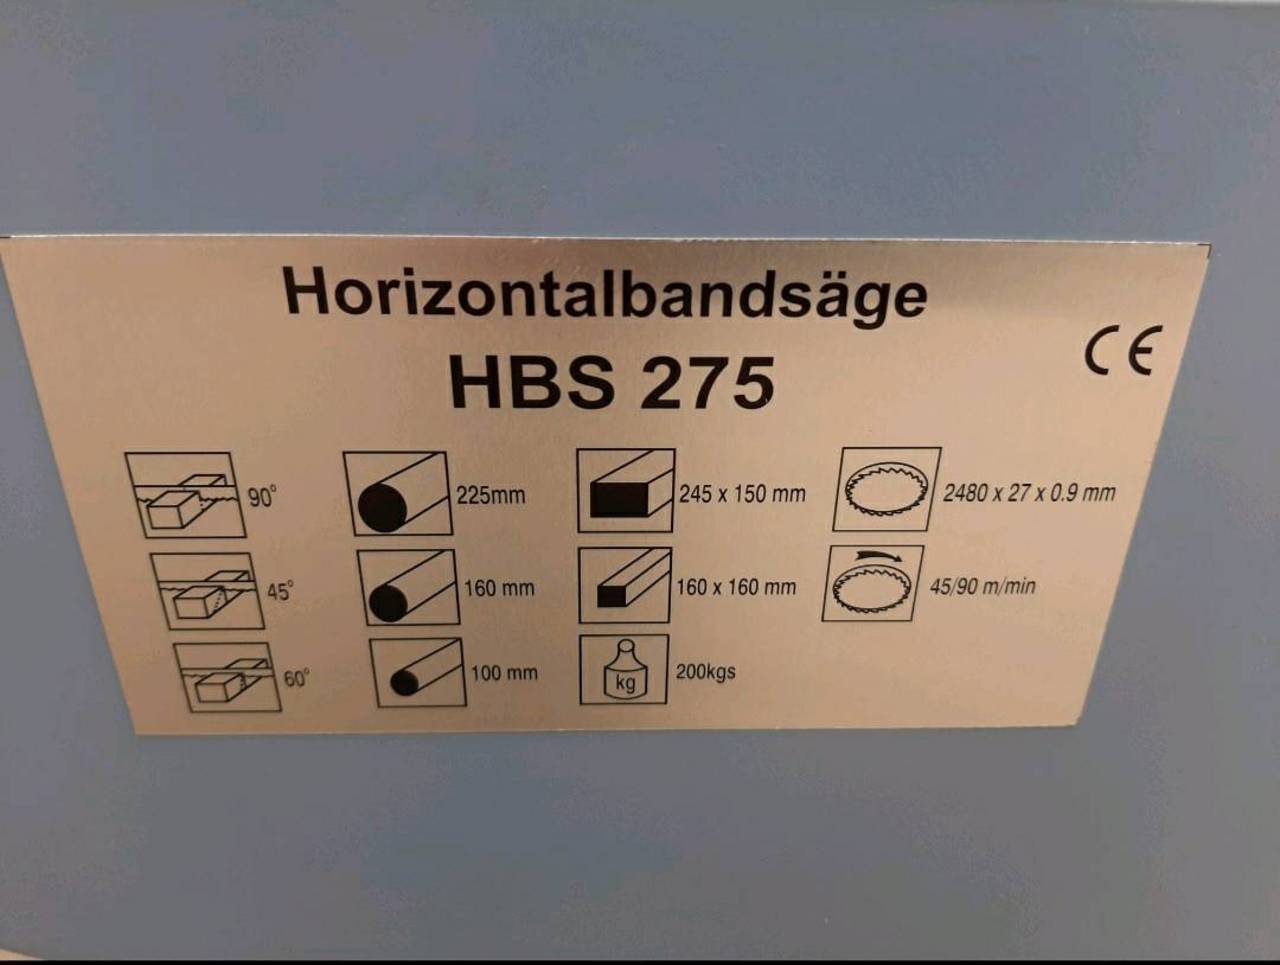 Horizontalbandsäge
HBS 275
CE
90° 225mm 245 x 150 mm 2480 x 27 x 0.9 mm
45° 160 mm 160 x 160 mm 45/90 m/min
60° 100 mm kg 200kgs